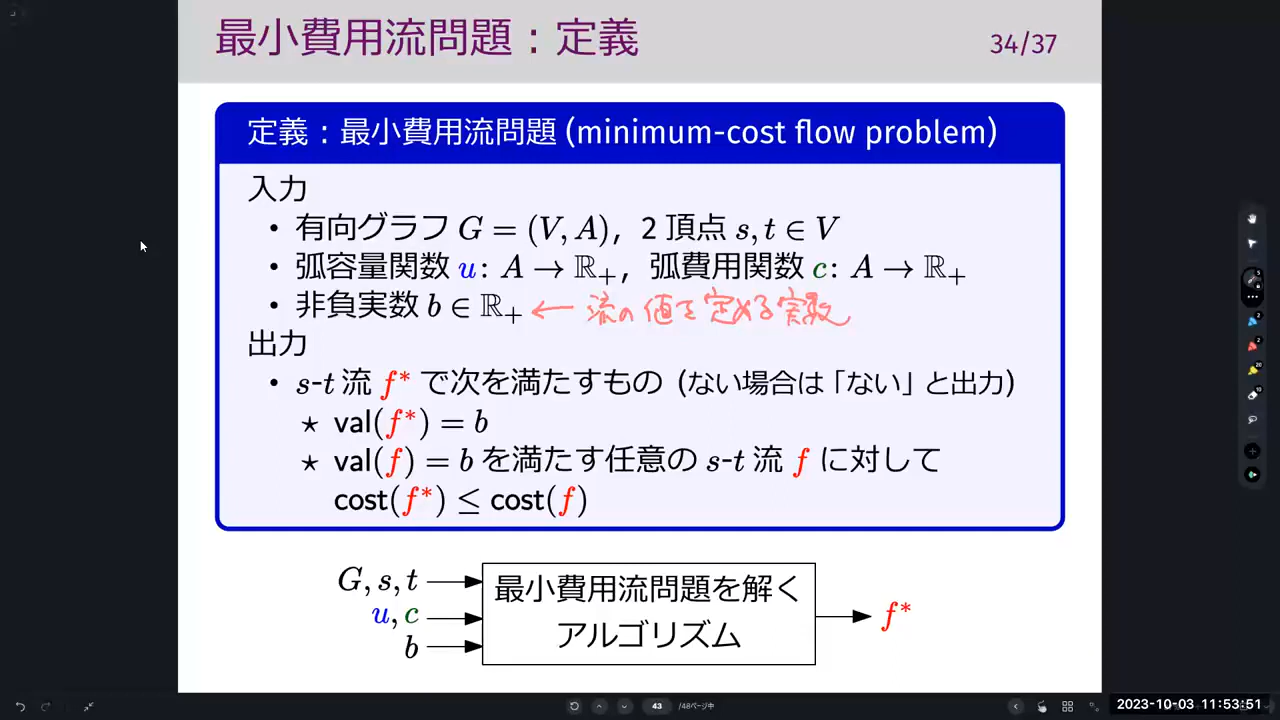 最小費用流問題：定義
34/37
定義：最小費用流問題 (minimum-cost flow problem)
入力
• 有向グラフ G = (V, A)，2 頂点 s, t ∈ V
• 弧容量関数 u: A → ℝ₊，弧費用関数 c: A → ℝ₊
• 非負実数 b ∈ ℝ₊ ← 流の値を定める実数
出力
• s-t 流 f* で次を満たすもの (ない場合は「ない」と出力)
⋆ val(f*) = b
⋆ val(f) = b を満たす任意の s-t 流 f に対して
cost(f*) ≤ cost(f)
G, s, t
u, c
b
最小費用流問題を解く
アルゴリズム
f*
43 /48ページ中
2023-10-03 11:53:51